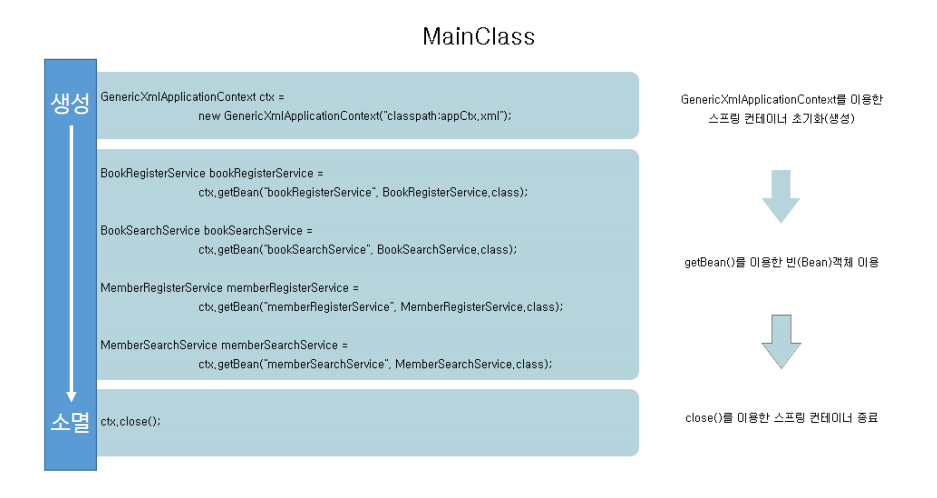 MainClass
생성
GenericXmlApplicationContext ctx =
new GenericXmlApplicationContext("classpath:appCtx.xml");
GenericXmlApplicationContext를 이용한
스프링 컨테이너 초기화(생성)
BookRegisterService bookRegisterService =
ctx.getBean("bookRegisterService", BookRegisterService.class);
BookSearchService bookSearchService =
ctx.getBean("bookSearchService", BookSearchService.class);
MemberRegisterService memberRegisterService =
ctx.getBean("memberRegisterService", MemberRegisterService.class);
MemberSearchService memberSearchService =
ctx.getBean("memberSearchService", MemberSearchService.class);
getBean()를 이용한 빈(Bean)객체 이용
소멸
ctx.close();
close()를 이용한 스프링 컨테이너 종료